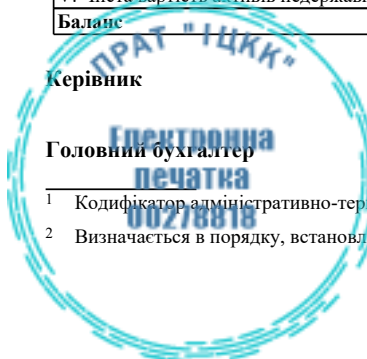 Баланс
ПРАТ "ІЦКК"
Керівник
Електронна
Головний бухгалтер
печатка
00278818
1 Кодифікатор адміністративно-тер
2 Визначається в порядку, встановл